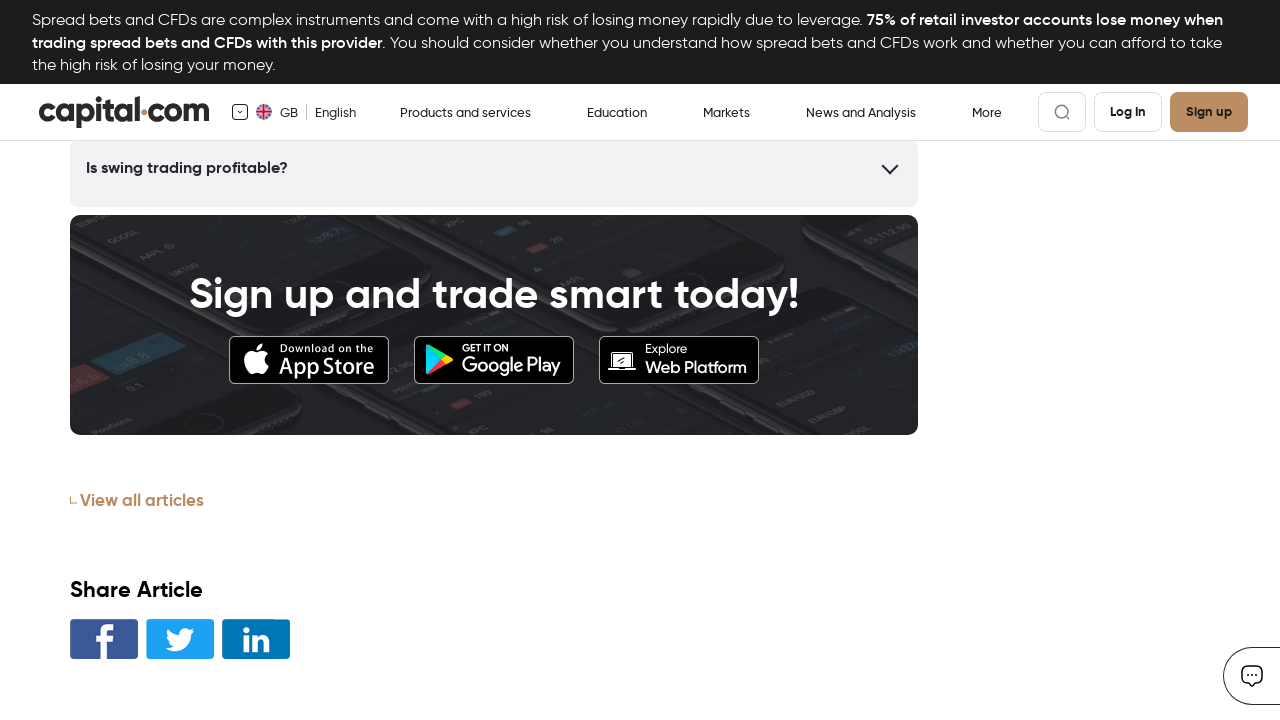 Spread bets and CFDs are complex instruments and come with a high risk of losing money rapidly due to leverage. 75% of retail investor accounts lose money when
trading spread bets and CFDs with this provider. You should consider whether you understand how spread bets and CFDs work and whether you can afford to take
the high risk of losing your money.
capital.com
GB
English
Products and services
Education
Markets
News and Analysis
More
Log In
Sign up
Is swing trading profitable?
Sign up and trade smart today!
Download on the
App Store
GET IT ON
Google Play
Explore
Web Platform
View all articles
Share Article